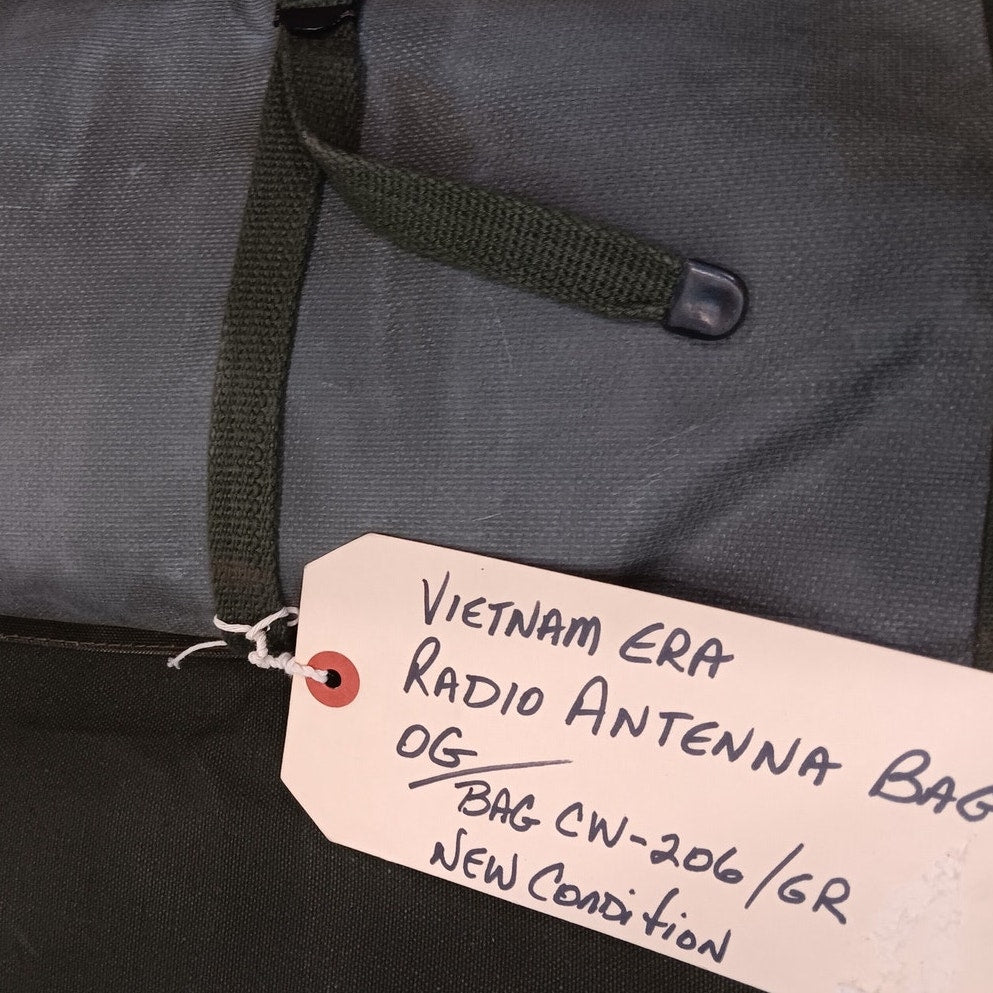 VIETNAM ERA
RADIO ANTENNA BAG
OG
BAG CW-206/GR
NEW CONDITION